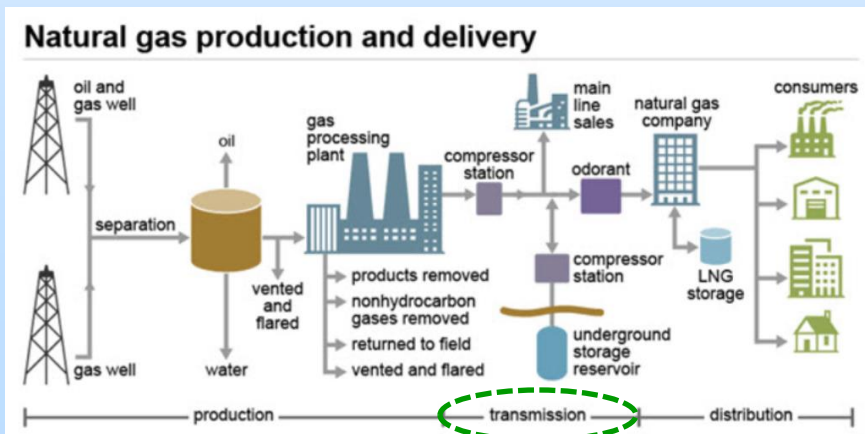 Natural gas production and delivery
oil and
gas well
oil
separation
gas well
water
vented
and
flared
gas
processing
plant
products removed
nonhydrocarbon
gases removed
returned to field
vented and flared
compressor
station
main
line
sales
odorant
compressor
station
underground
storage
reservoir
natural gas
company
LNG
storage
consumers
production
transmission
distribution